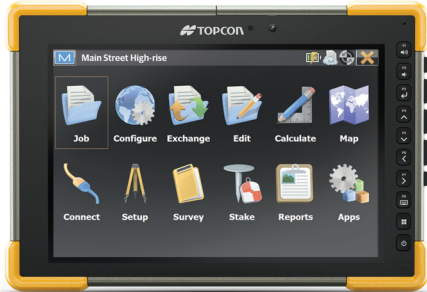 TOPCON
Main Street High-rise
Job Configure Exchange Edit Calculate Map
Connect Setup Survey Stake Reports Apps